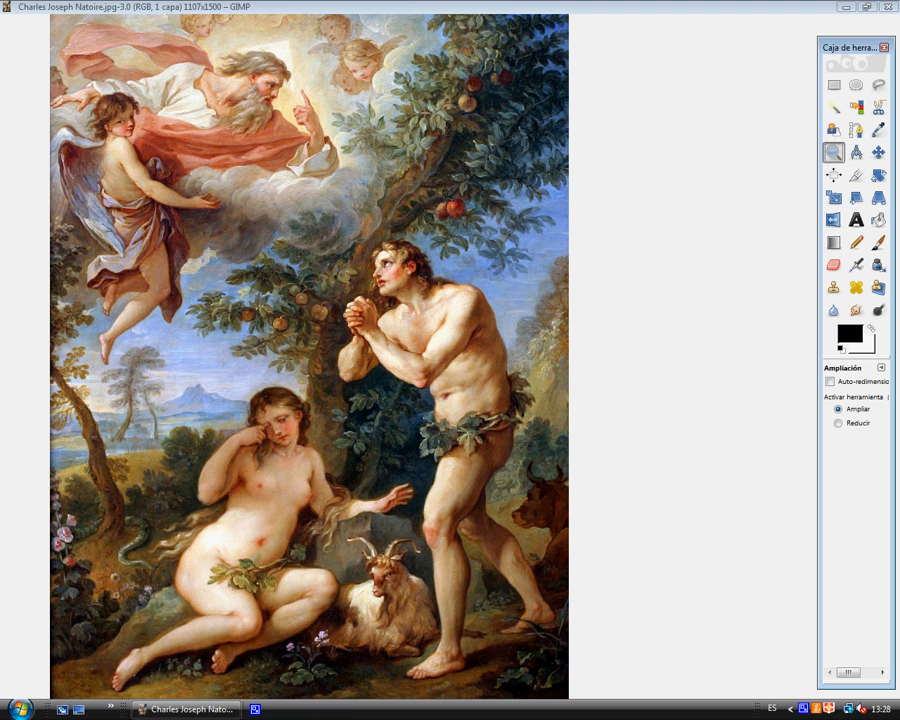 Charles Joseph Natoire.jpg-3.0 (RGB, 1 capa) 1107x1500 – GIMP
Caja de herra...
Ampliación
Auto-redimensio
Activar herramienta (
Ampliar
Reducir
Charles Joseph Nato...
ES
13:28